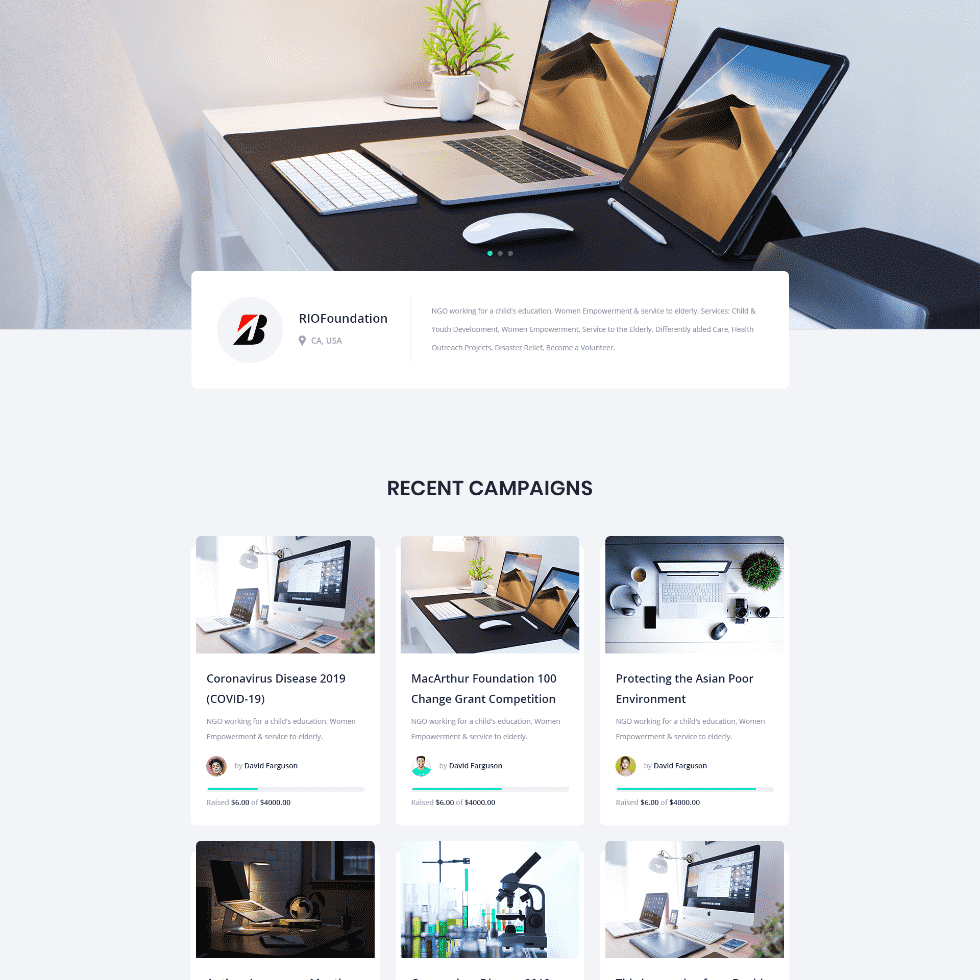 RIOFoundation
CA, USA
NGO working for a child's education, Women Empowerment & service to elderly. Services: Child &
Youth Development, Women Empowerment, Service to the Elderly, Differently abled Care, Health
Outreach Projects, Disaster Relief, Become a Volunteer.
RECENT CAMPAIGNS
Coronavirus Disease 2019
(COVID-19)
NGO working for a child's education, Women
Empowerment & service to elderly.
by David Farguson
Raised $6.00 of $4000.00
MacArthur Foundation 100
Change Grant Competition
NGO working for a child's education, Women
Empowerment & service to elderly.
by David Farguson
Raised $6.00 of $4000.00
Protecting the Asian Poor
Environment
NGO working for a child's education, Women
Empowerment & service to elderly.
by David Farguson
Raised $6.00 of $4000.00